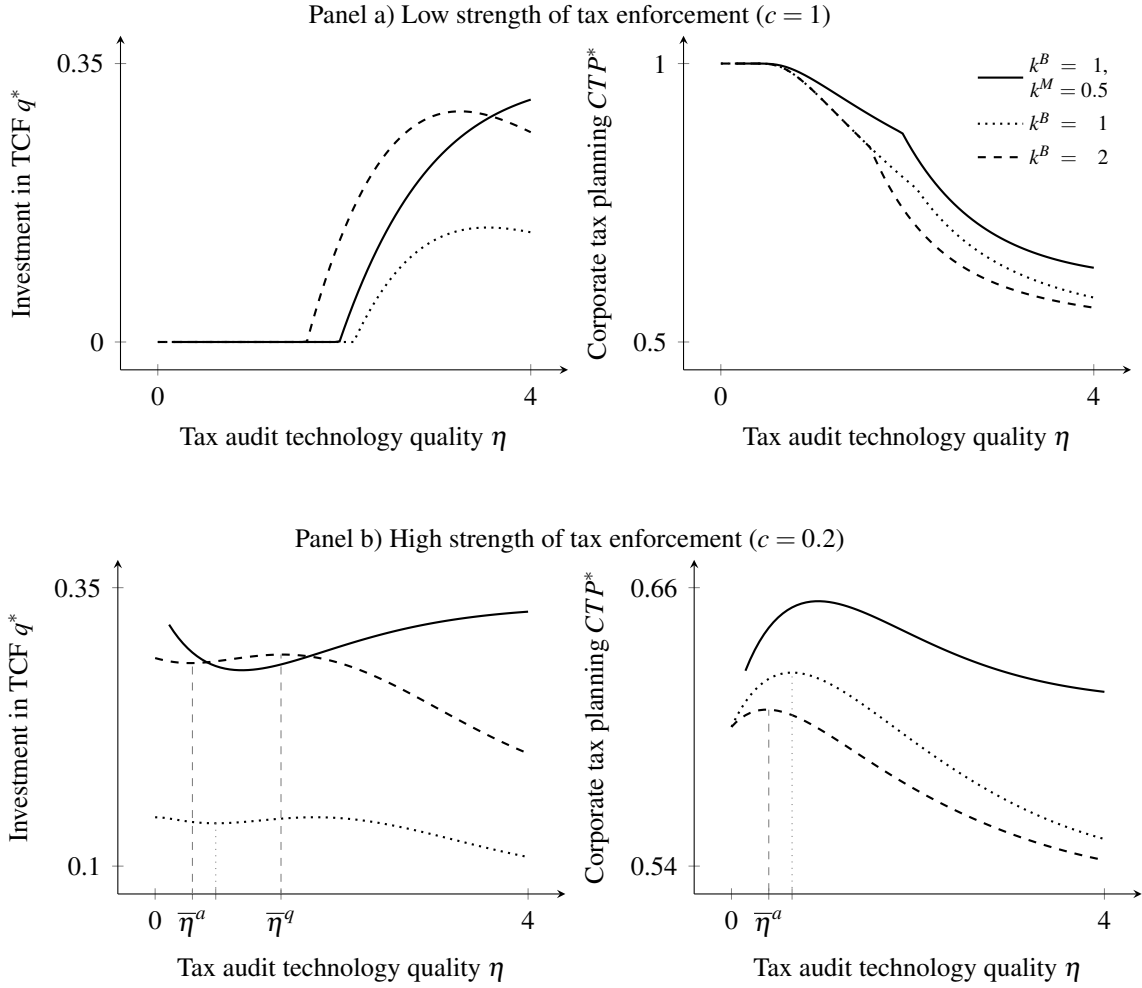 Panel a) Low strength of tax enforcement (c = 1)
0.35
0
0
4
Investment in TCF q*
Tax audit technology quality η
1
0.5
0
4
Corporate tax planning CTP*
Tax audit technology quality η
k^B = 1,
k^M = 0.5
k^B = 1
k^B = 2
Panel b) High strength of tax enforcement (c = 0.2)
0.35
0.1
0 η̅^a η̅^q 4
Investment in TCF q*
Tax audit technology quality η
0.66
0.54
0 η̅^a 4
Corporate tax planning CTP*
Tax audit technology quality η